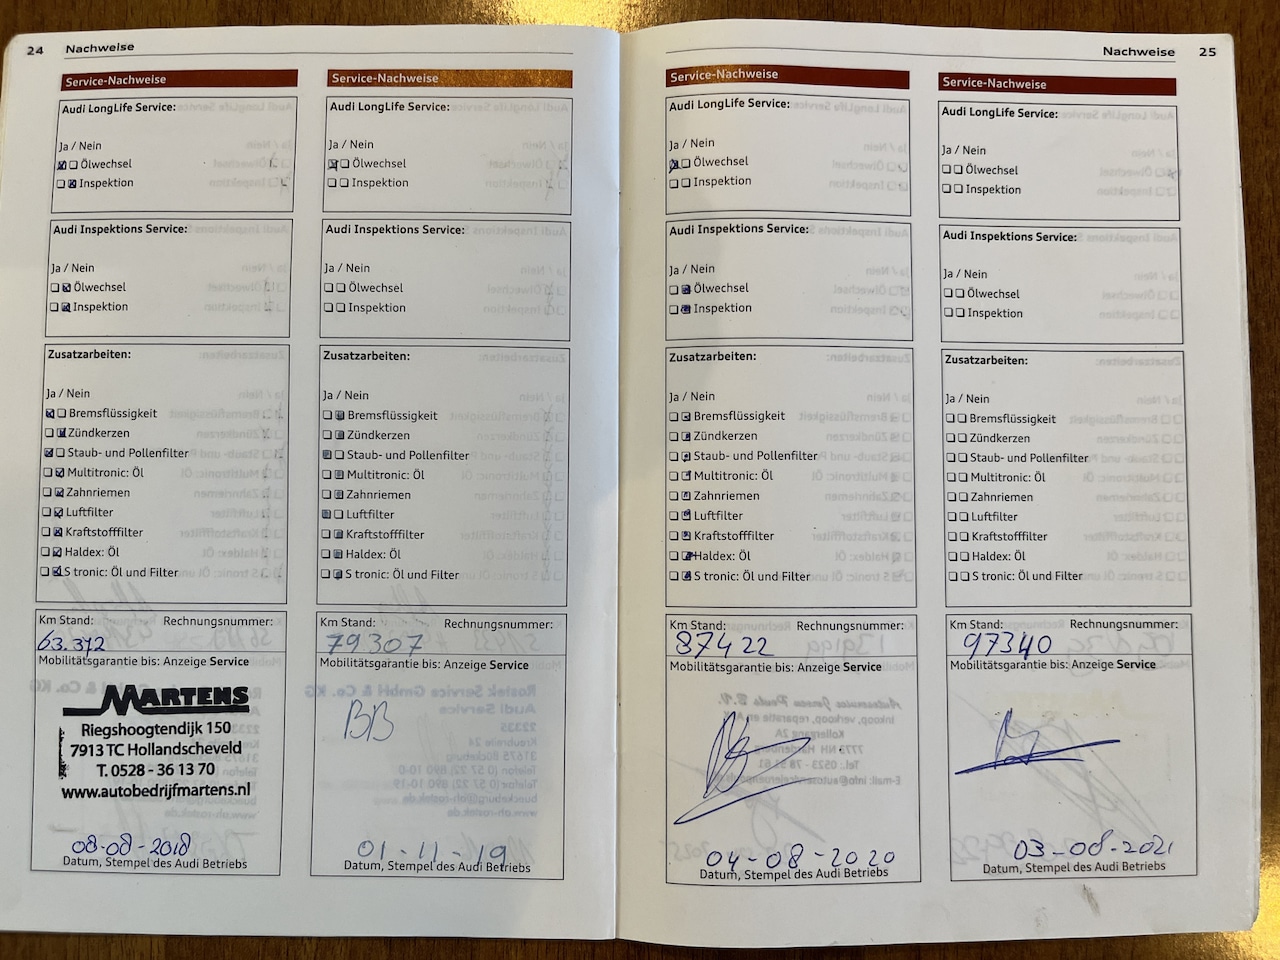 24 Nachweise
Service-Nachweise
Audi LongLife Service:
Ja / Nein
Ölwechsel
Inspektion
Audi Inspektions Service:
Ja / Nein
Ölwechsel
Inspektion
Zusatzarbeiten:
Ja / Nein
Bremsflüssigkeit
Zündkerzen
Staub- und Pollenfilter
Multitronic: Öl
Zahnriemen
Luftfilter
Kraftstofffilter
Haldex: Öl
S tronic: Öl und Filter
Km Stand: Rechnungsnummer:
63.372
Mobilitätsgarantie bis: Anzeige Service
MARTENS
Riegshoogtendijk 150
7913 TC Hollandscheveld
T. 0528 - 36 13 70
www.autobedrijfmartens.nl
08-08-2018
Datum, Stempel des Audi Betriebs
Service-Nachweise
Audi LongLife Service:
Ja / Nein
Ölwechsel
Inspektion
Audi Inspektions Service:
Ja / Nein
Ölwechsel
Inspektion
Zusatzarbeiten:
Ja / Nein
Bremsflüssigkeit
Zündkerzen
Staub- und Pollenfilter
Multitronic: Öl
Zahnriemen
Luftfilter
Kraftstofffilter
Haldex: Öl
S tronic: Öl und Filter
Km Stand: Rechnungsnummer:
79307
Mobilitätsgarantie bis: Anzeige Service
BB
01-11-19
Datum, Stempel des Audi Betriebs
Nachweise 25
Service-Nachweise
Audi LongLife Service:
Ja / Nein
Ölwechsel
Inspektion
Audi Inspektions Service:
Ja / Nein
Ölwechsel
Inspektion
Zusatzarbeiten:
Ja / Nein
Bremsflüssigkeit
Zündkerzen
Staub- und Pollenfilter
Multitronic: Öl
Zahnriemen
Luftfilter
Kraftstofffilter
Haldex: Öl
S tronic: Öl und Filter
Km Stand: Rechnungsnummer:
87422
Mobilitätsgarantie bis: Anzeige Service
04-08-2020
Datum, Stempel des Audi Betriebs
Service-Nachweise
Audi LongLife Service:
Ja / Nein
Ölwechsel
Inspektion
Audi Inspektions Service:
Ja / Nein
Ölwechsel
Inspektion
Zusatzarbeiten:
Ja / Nein
Bremsflüssigkeit
Zündkerzen
Staub- und Pollenfilter
Multitronic: Öl
Zahnriemen
Luftfilter
Kraftstofffilter
Haldex: Öl
S tronic: Öl und Filter
Km Stand: Rechnungsnummer:
97340
Mobilitätsgarantie bis: Anzeige Service
03-08-2021
Datum, Stempel des Audi Betriebs